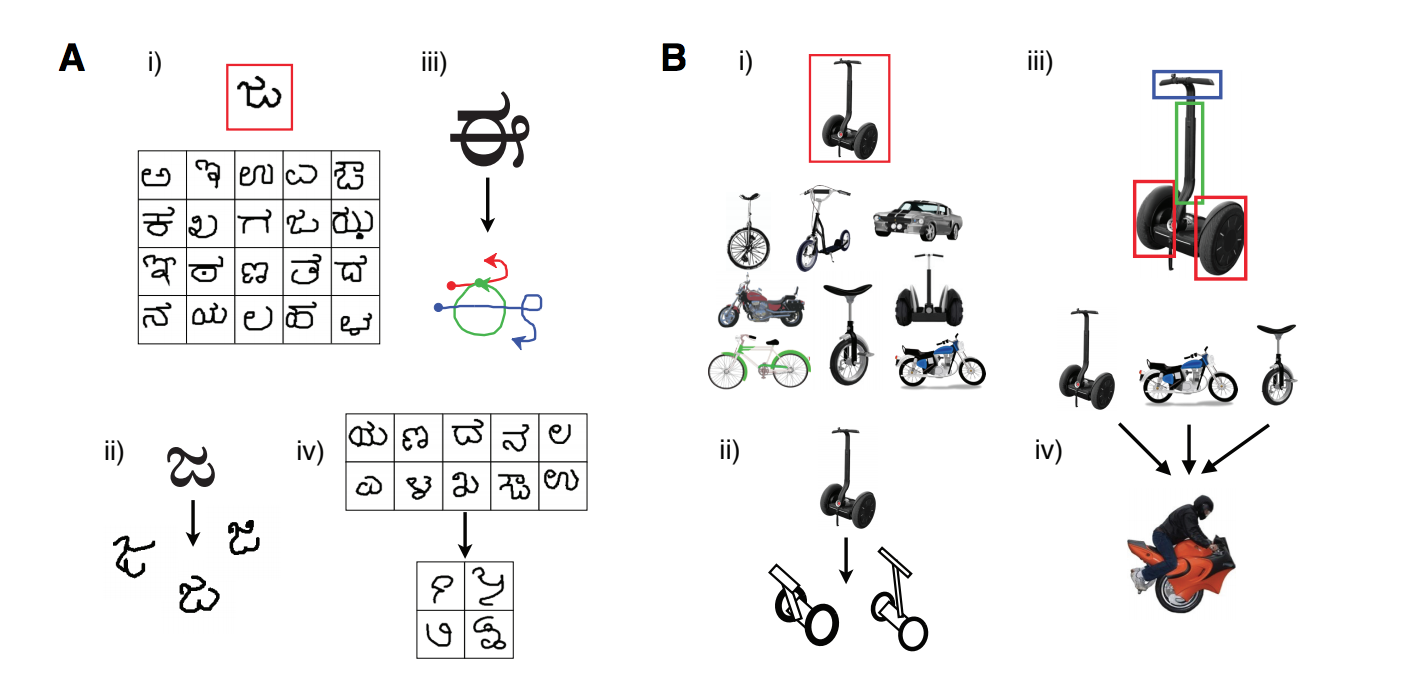 A
i)
ಜ
ಅ ಇ ಉ ಎ ಔ
ಕ ಖ ಗ ಜ ಝ
ಞ ಠ ಣ ತ ದ
ನ ಯ ಲ ಹ ಳ
ii)
ಜ
ಜ ಜ
ಜ
iii)
iv)
ಯ ಣ ದ ನ ಲ
ಎ ಳ ಖ ಔ ಉ
B
i)
ii)
iii)
iv)